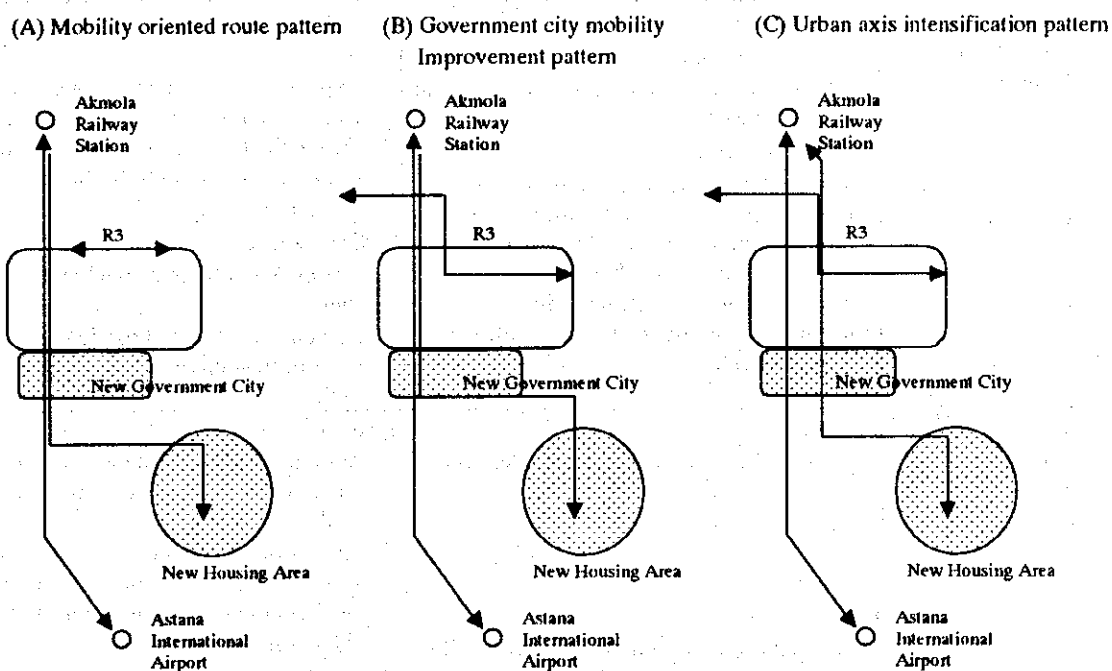 (A) Mobility oriented route pattern
Akmola
Railway
Station
R3
New Government City
New Housing Area
Astana
International
Airport
(B) Government city mobility
Improvement pattern
Akmola
Railway
Station
R3
New Government City
New Housing Area
Astana
International
Airport
(C) Urban axis intensification pattern
Akmola
Railway
Station
R3
New Government City
New Housing Area
Astana
International
Airport